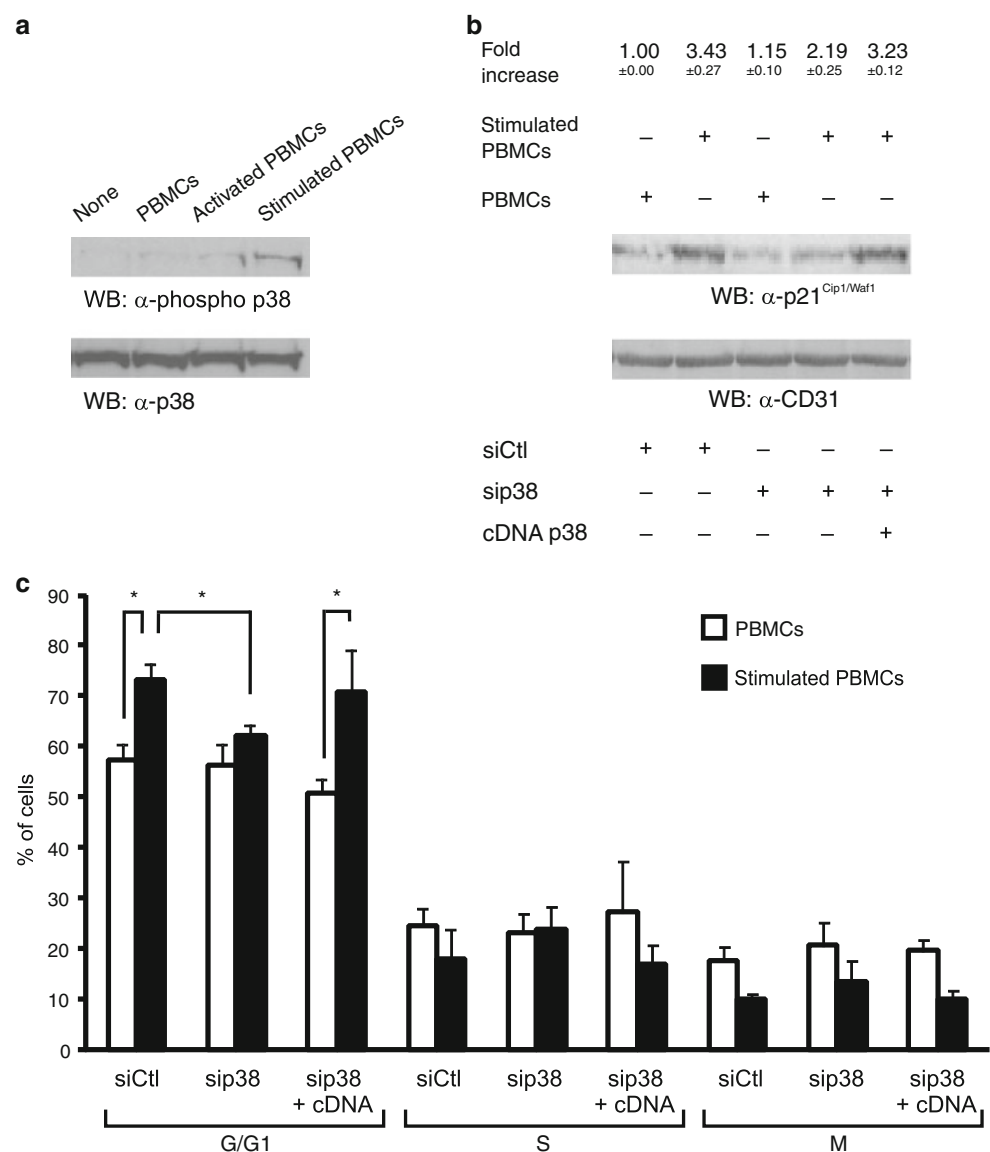 a
None
PBMCs
Activated PBMCs
Stimulated PBMCs
WB: α-phospho p38
WB: α-p38
b
Fold increase 1.00 3.43 1.15 2.19 3.23
±0.00 ±0.27 ±0.10 ±0.25 ±0.12
Stimulated PBMCs – + – + +
PBMCs + – + – –
WB: α-p21Cip1/Waf1
WB: α-CD31
siCtl + + – – –
sip38 – – + + +
cDNA p38 – – – – +
c
% of cells
90
80
70
60
50
40
30
20
10
0
* * *
PBMCs
Stimulated PBMCs
siCtl sip38 sip38 + cDNA siCtl sip38 sip38 + cDNA siCtl sip38 sip38 + cDNA
G/G1 S M